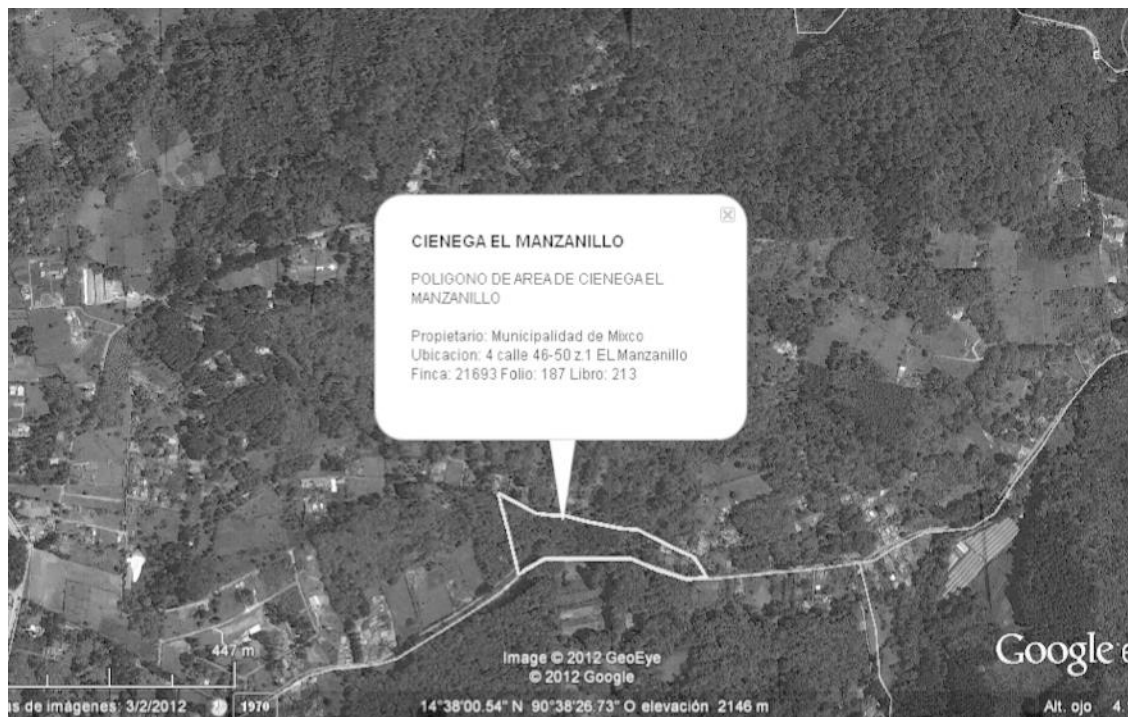 CIENEGA EL MANZANILLO
POLIGONO DE AREA DE CIENEGA EL
MANZANILLO
Propietario: Municipalidad de Mixco
Ubicacion: 4 calle 46-50 z.1 EL Manzanillo
Finca: 21693 Folio: 187 Libro: 213
447 m
Image © 2012 GeoEye
© 2012 Google
Google e
as de imágenes: 3/2/2012
1970
14°38'00.54" N 90°38'26.73" O elevación 2146 m
Alt. ojo 4.